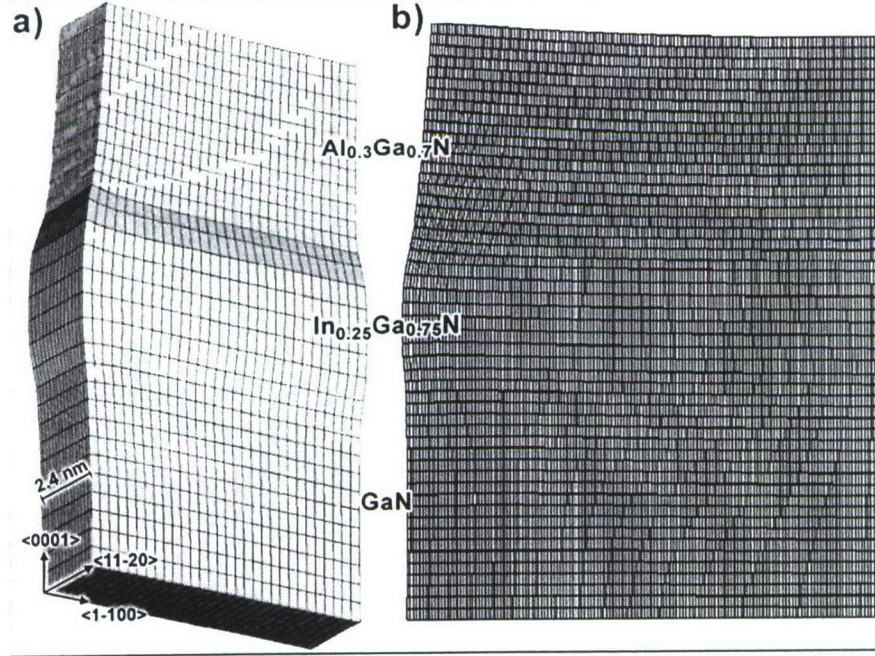 a)
b)
Al0.3Ga0.7N
In0.25Ga0.75N
GaN
2.4 nm
<0001>
<11-20>
<1-100>